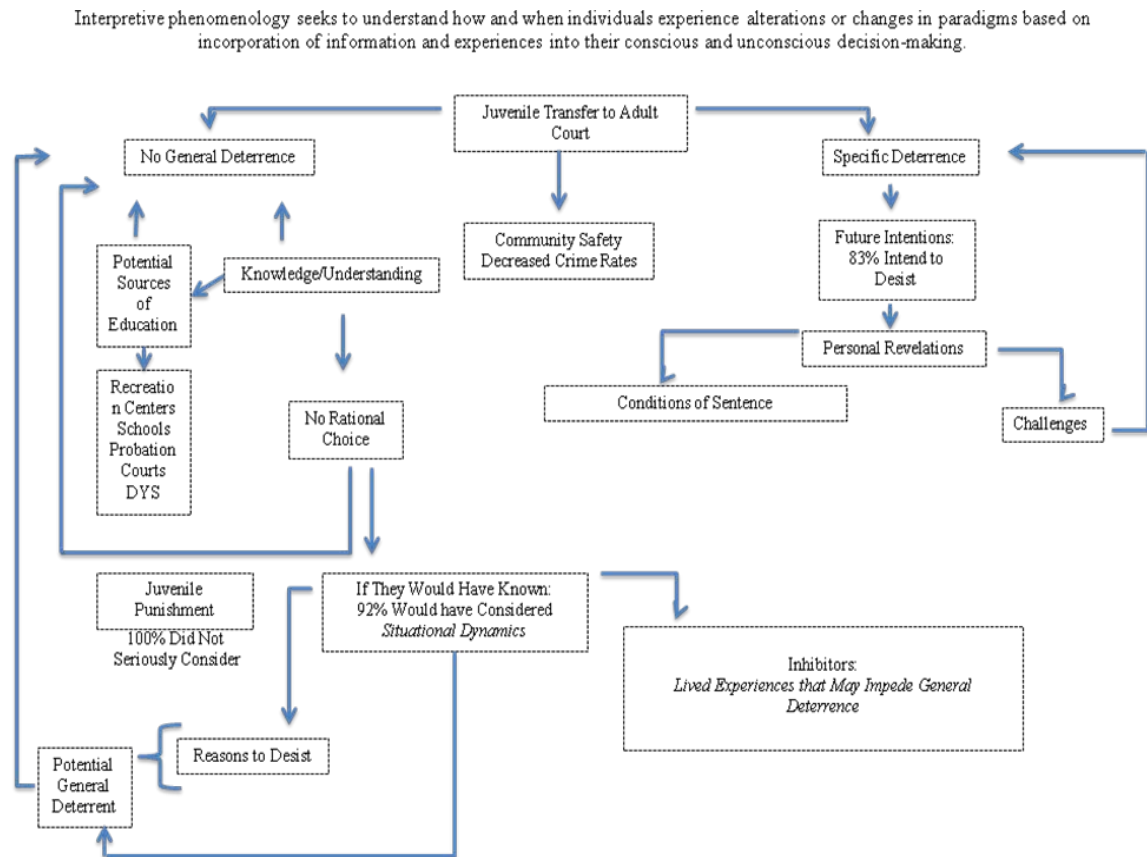 Interpretive phenomenology seeks to understand how and when individuals experience alterations or changes in paradigms based on
incorporation of information and experiences into their conscious and unconscious decision-making.
Juvenile Transfer to Adult
Court
No General Deterrence
Specific Deterrence
Community Safety
Decreased Crime Rates
Future Intentions:
83% Intend to
Desist
Potential
Sources
of
Education
Knowledge/Understanding
Personal Revelations
Recreatio
n Centers
Schools
Probation
Courts
DYS
No Rational
Choice
Conditions of Sentence
Challenges
Juvenile
Punishment
100% Did Not
Seriously Consider
If They Would Have Known:
92% Would have Considered
Situational Dynamics
Inhibitors:
Lived Experiences that May Impede General
Deterrence
Reasons to Desist
Potential
General
Deterrent